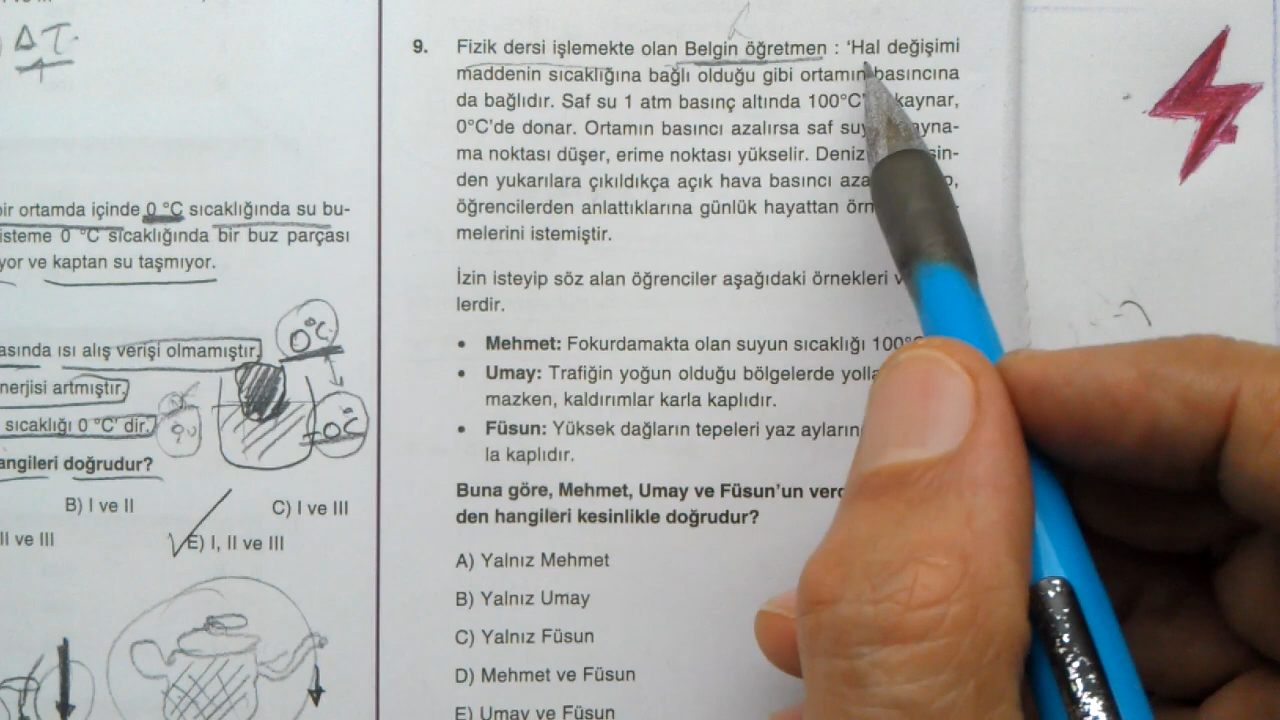 ΔT
bir ortamda içinde 0 °C sıcaklığında su bu-
isteme 0 °C sıcaklığında bir buz parçası
yor ve kaptan su taşmıyor.
asında ısı alış verişi olmamıştır.
nerjisi artmıştır.
sıcaklığı 0 °C' dir.
angileri doğrudur?
B) I ve II
C) I ve III
II ve III
E) I, II ve III
0°C
0°C
9. Fizik dersi işlemekte olan Belgin öğretmen : ‘Hal değişimi
maddenin sıcaklığına bağlı olduğu gibi ortamın basıncına
da bağlıdır. Saf su 1 atm basınç altında 100°C' kaynar,
0°C'de donar. Ortamın basıncı azalırsa saf suy ayna-
ma noktası düşer, erime noktası yükselir. Deniz sin-
den yukarılara çıkıldıkça açık hava basıncı aza
öğrencilerden anlattıklarına günlük hayattan örn
melerini istemiştir.
İzin isteyip söz alan öğrenciler aşağıdaki örnekleri v
lerdir.
• Mehmet: Fokurdamakta olan suyun sıcaklığı 100°C
• Umay: Trafiğin yoğun olduğu bölgelerde yolla
mazken, kaldırımlar karla kaplıdır.
• Füsun: Yüksek dağların tepeleri yaz ayların
la kaplıdır.
Buna göre, Mehmet, Umay ve Füsun’un verd
den hangileri kesinlikle doğrudur?
A) Yalnız Mehmet
B) Yalnız Umay
C) Yalnız Füsun
D) Mehmet ve Füsun
E) Umay ve Füsun